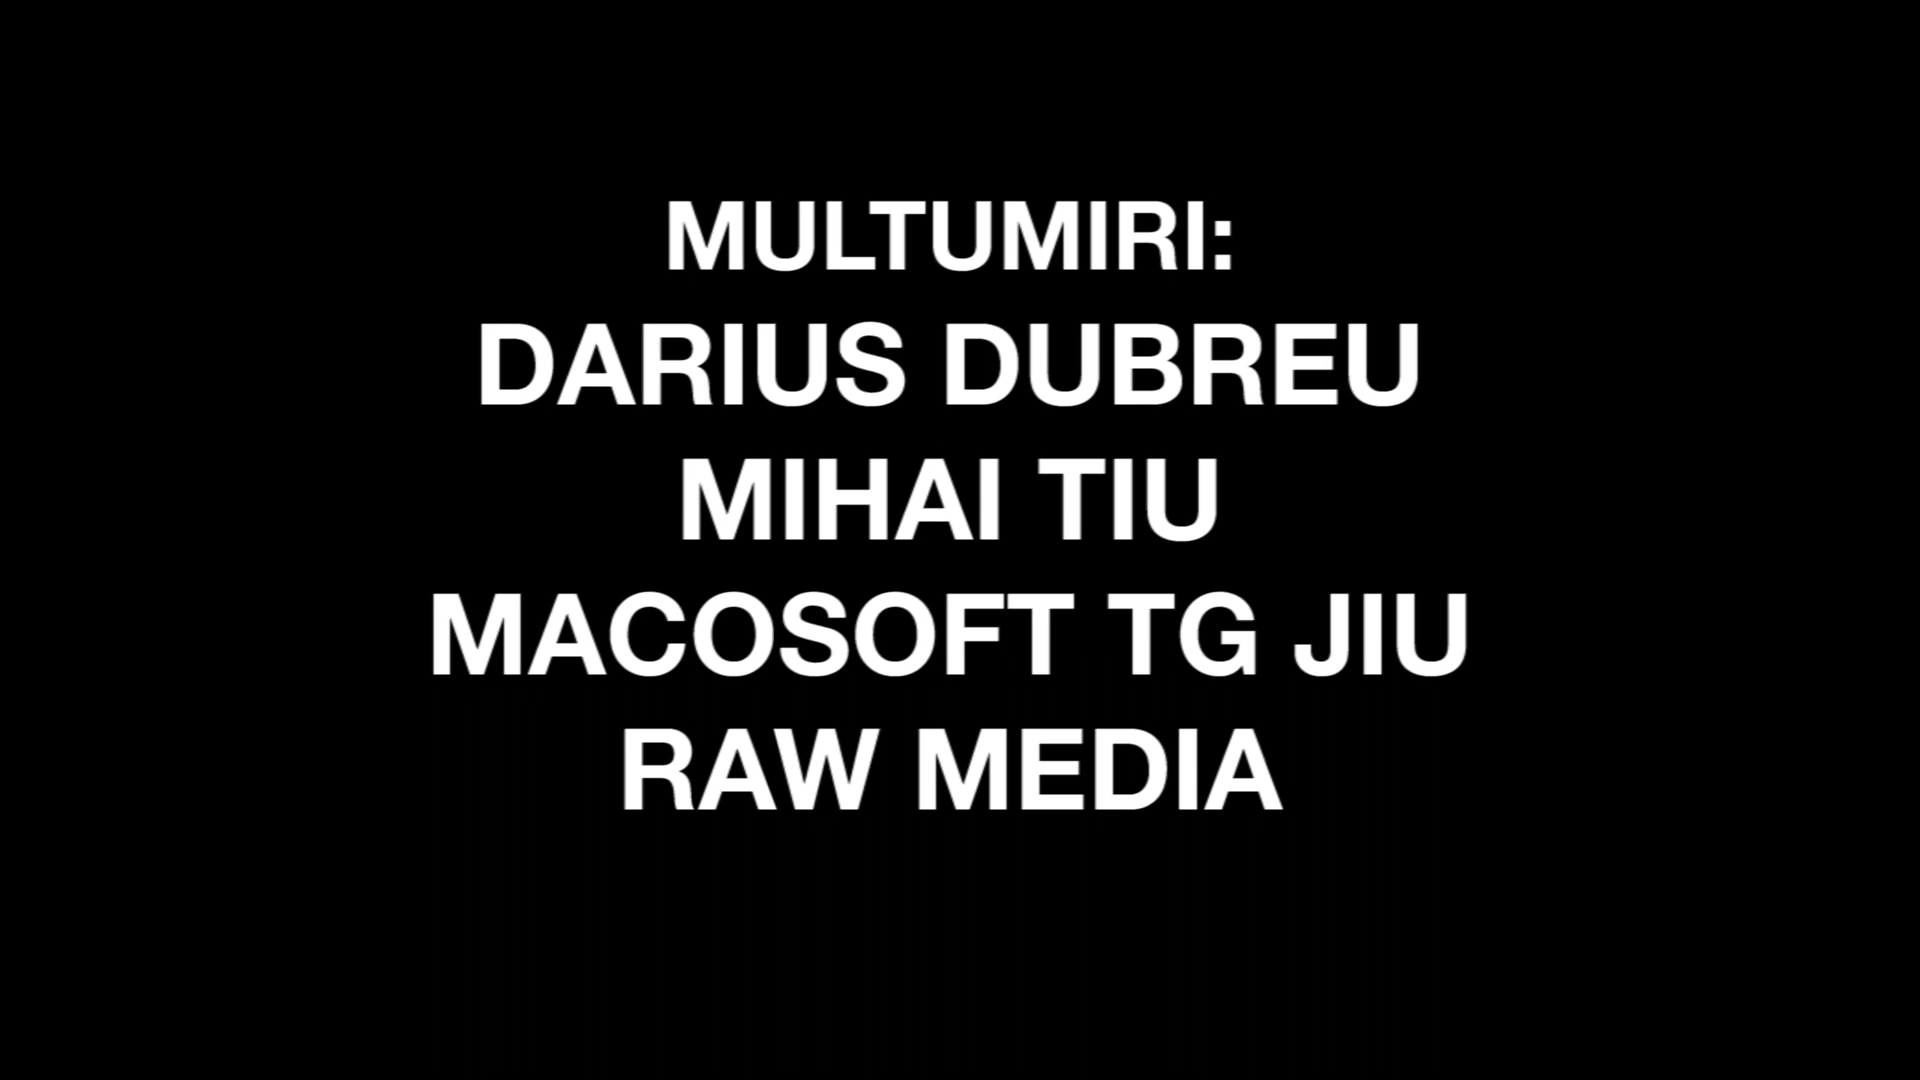 MULTUMIRI:
DARIUS DUBREU
MIHAI TIU
MACOSOFT TG JIU
RAW MEDIA